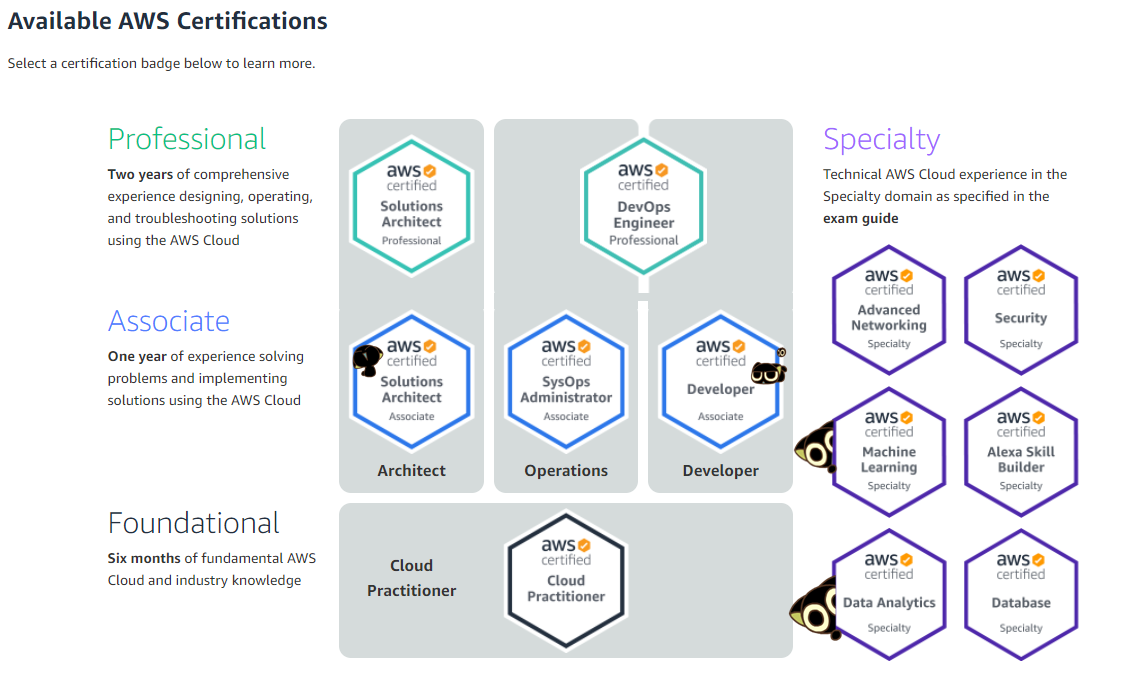 Available AWS Certifications
Select a certification badge below to learn more.
Professional
Two years of comprehensive
experience designing, operating,
and troubleshooting solutions
using the AWS Cloud
aws
certified
Solutions
Architect
Professional
aws
certified
DevOps
Engineer
Professional
Specialty
Technical AWS Cloud experience in the
Specialty domain as specified in the
exam guide
aws
certified
Advanced
Networking
Specialty
aws
certified
Security
Specialty
Associate
One year of experience solving
problems and implementing
solutions using the AWS Cloud
aws
certified
Solutions
Architect
Associate
aws
certified
SysOps
Administrator
Associate
aws
certified
Developer
Associate
Architect
Operations
Developer
aws
certified
Machine
Learning
Specialty
aws
certified
Alexa Skill
Builder
Specialty
Foundational
Six months of fundamental AWS
Cloud and industry knowledge
Cloud
Practitioner
aws
certified
Cloud
Practitioner
aws
certified
Data Analytics
Specialty
aws
certified
Database
Specialty